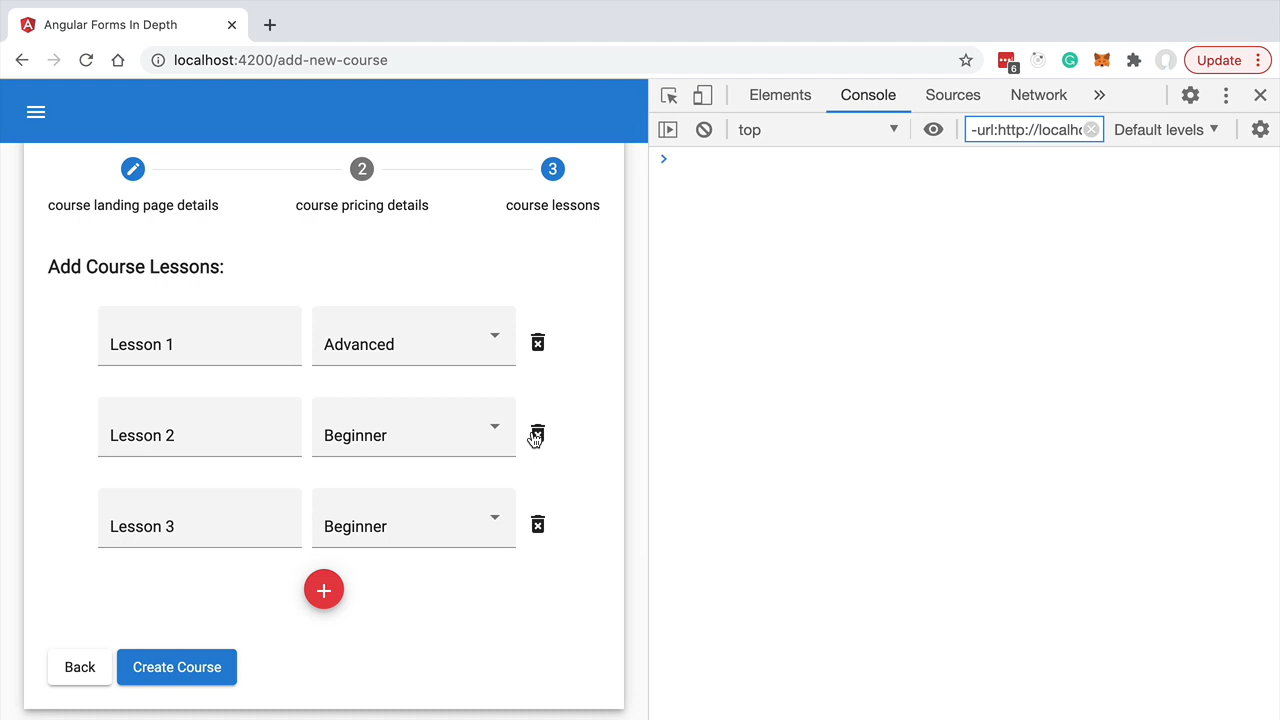 Angular Forms In Depth
localhost:4200/add-new-course
6
Update
Elements Console Sources Network
top -url:http://localho Default levels
2 3
course landing page details course pricing details course lessons
Add Course Lessons:
Lesson 1 Advanced
Lesson 2 Beginner
Lesson 3 Beginner
Back Create Course